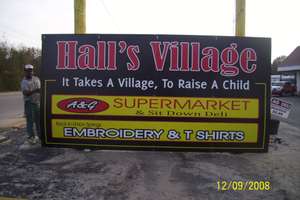 Hall's Village
It Takes A Village, To Raise A Child
A&G SUPERMARKET
& Sit Down Deli
EMBROIDERY & T SHIRTS
12/09/2008